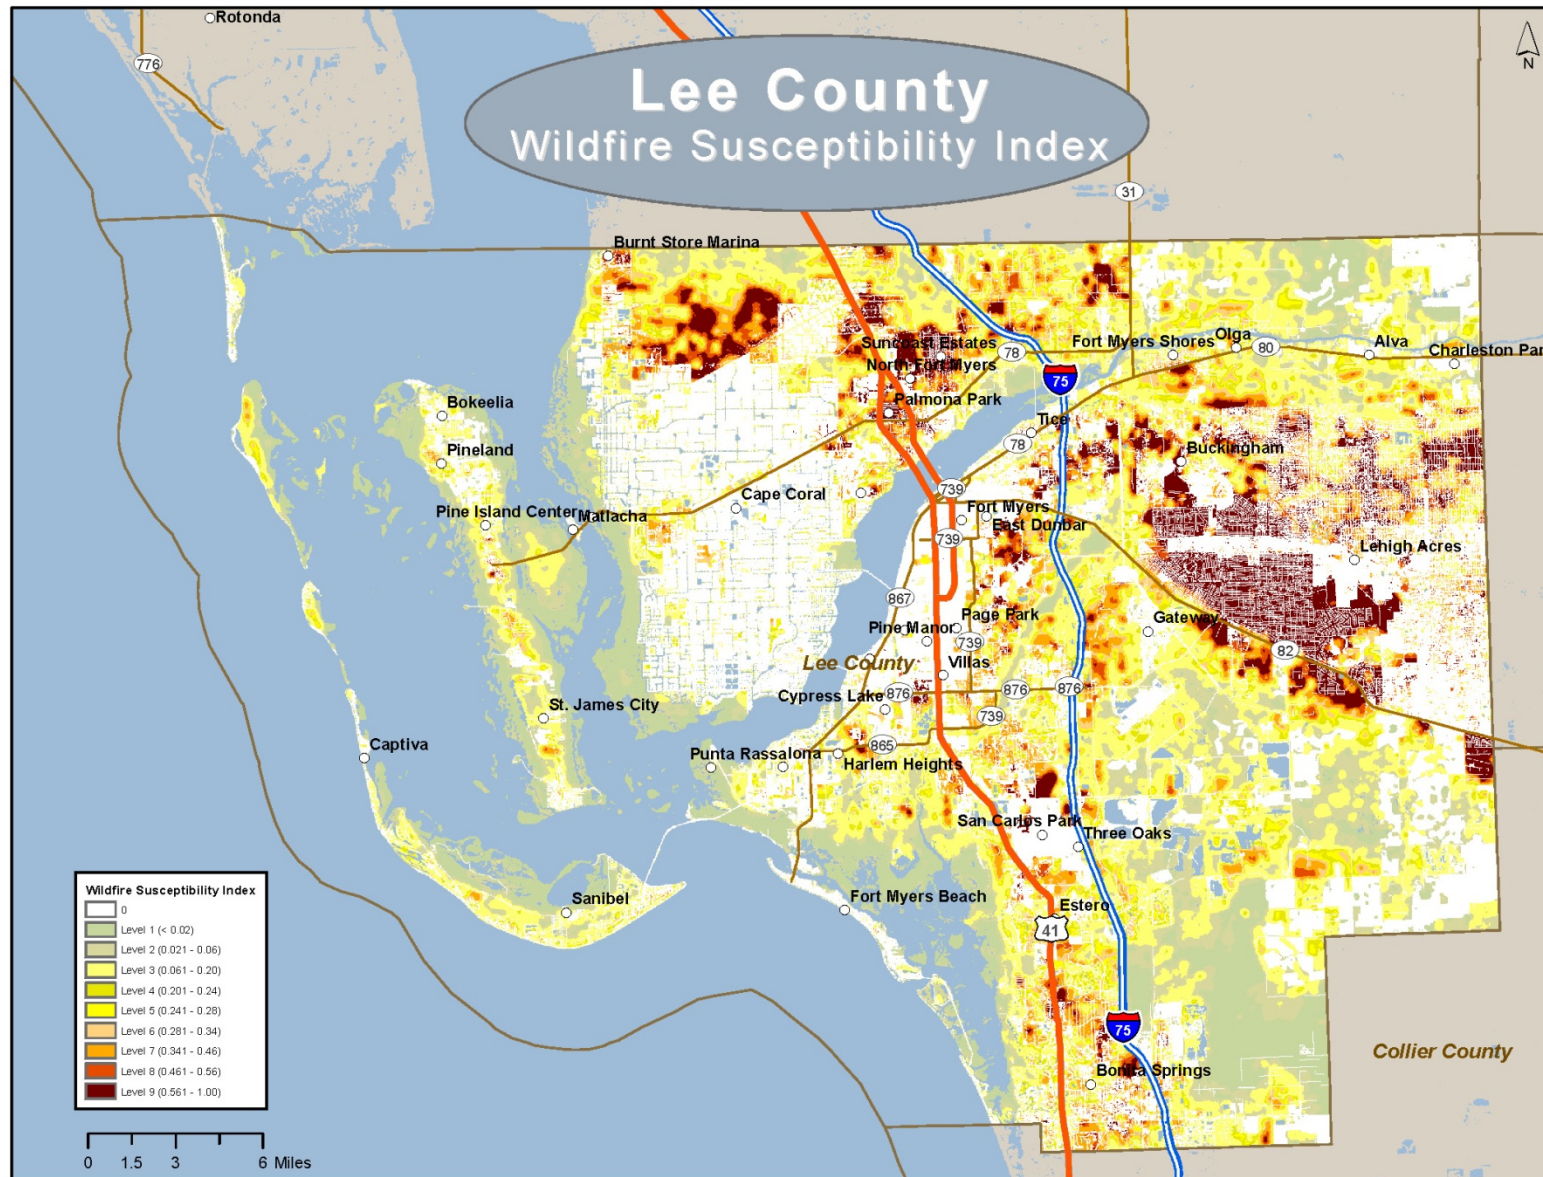 Rotonda
776
N
Lee County
Wildfire Susceptibility Index
31
Burnt Store Marina
Suncoast Estates
78
Fort Myers Shores
Olga
80
Alva
Charleston Par
North Fort Myers
75
Bokeelia
Palmona Park
Tice
78
Pineland
Buckingham
739
Cape Coral
Pine Island Center
Matlacha
Fort Myers
East Dunbar
739
Lehigh Acres
867
Page Park
Pine Manor
739
Gateway
82
Lee County
Villas
Cypress Lake
876
876
876
St. James City
739
Captiva
865
Punta Rassa
Iona
Harlem Heights
San Carlos Park
Three Oaks
Sanibel
Fort Myers Beach
Estero
41
75
Collier County
Bonita Springs
Wildfire Susceptibility Index
0
Level 1 (< 0.02)
Level 2 (0.021 - 0.06)
Level 3 (0.061 - 0.20)
Level 4 (0.201 - 0.24)
Level 5 (0.241 - 0.28)
Level 6 (0.281 - 0.34)
Level 7 (0.341 - 0.46)
Level 8 (0.461 - 0.56)
Level 9 (0.561 - 1.00)
0 1.5 3 6 Miles